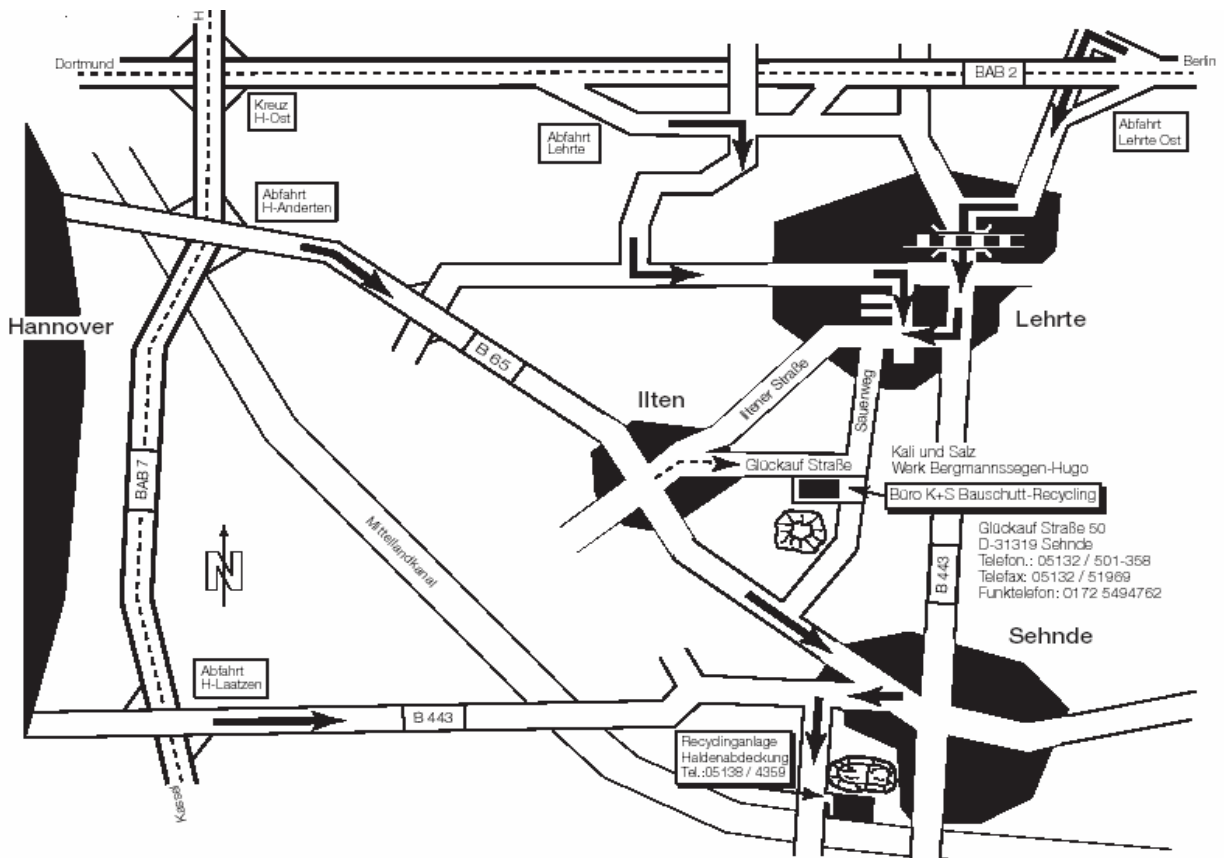 H
Dortmund
BAB 2
Berlin
Kreuz
H-Ost
Abfahrt
Lehrte
Abfahrt
Lehrte Ost
Abfahrt
H-Anderten
Hannover
Lehrte
B 65
Ilten
Iltener Straße
Sauerweg
Glückauf Straße
Kali und Salz
Werk Bergmannssegen-Hugo
Büro K+S Bauschutt-Recycling
Glückauf Straße 50
D-31319 Sehnde
Telefon.: 05132 / 501-358
Telefax: 05132 / 51969
Funktelefon: 0172 5494762
BAB 7
N
Mittellandkanal
B 443
Sehnde
Abfahrt
H-Laatzen
B 443
Recyclinganlage
Haldenabdeckung
Tel.:05138 / 4359
Kassel